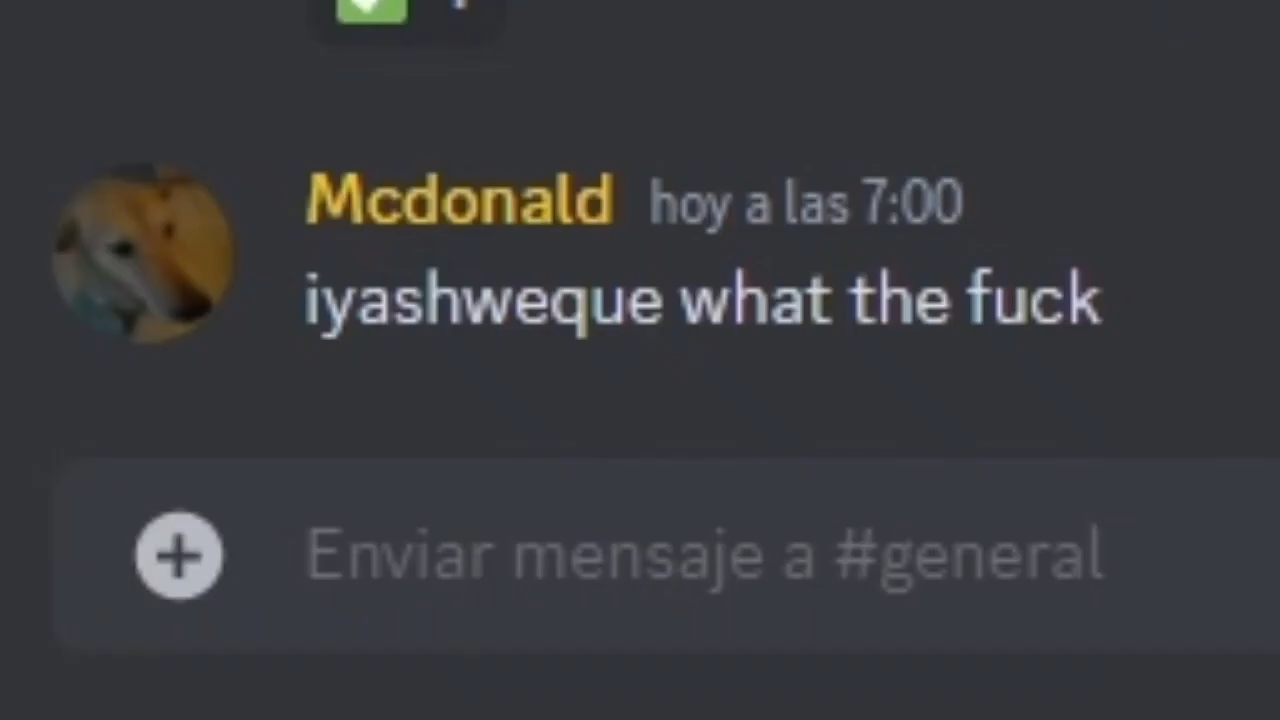 Mcdonald hoy a las 7:00
iyashweque what the fuck
Enviar mensaje a #general